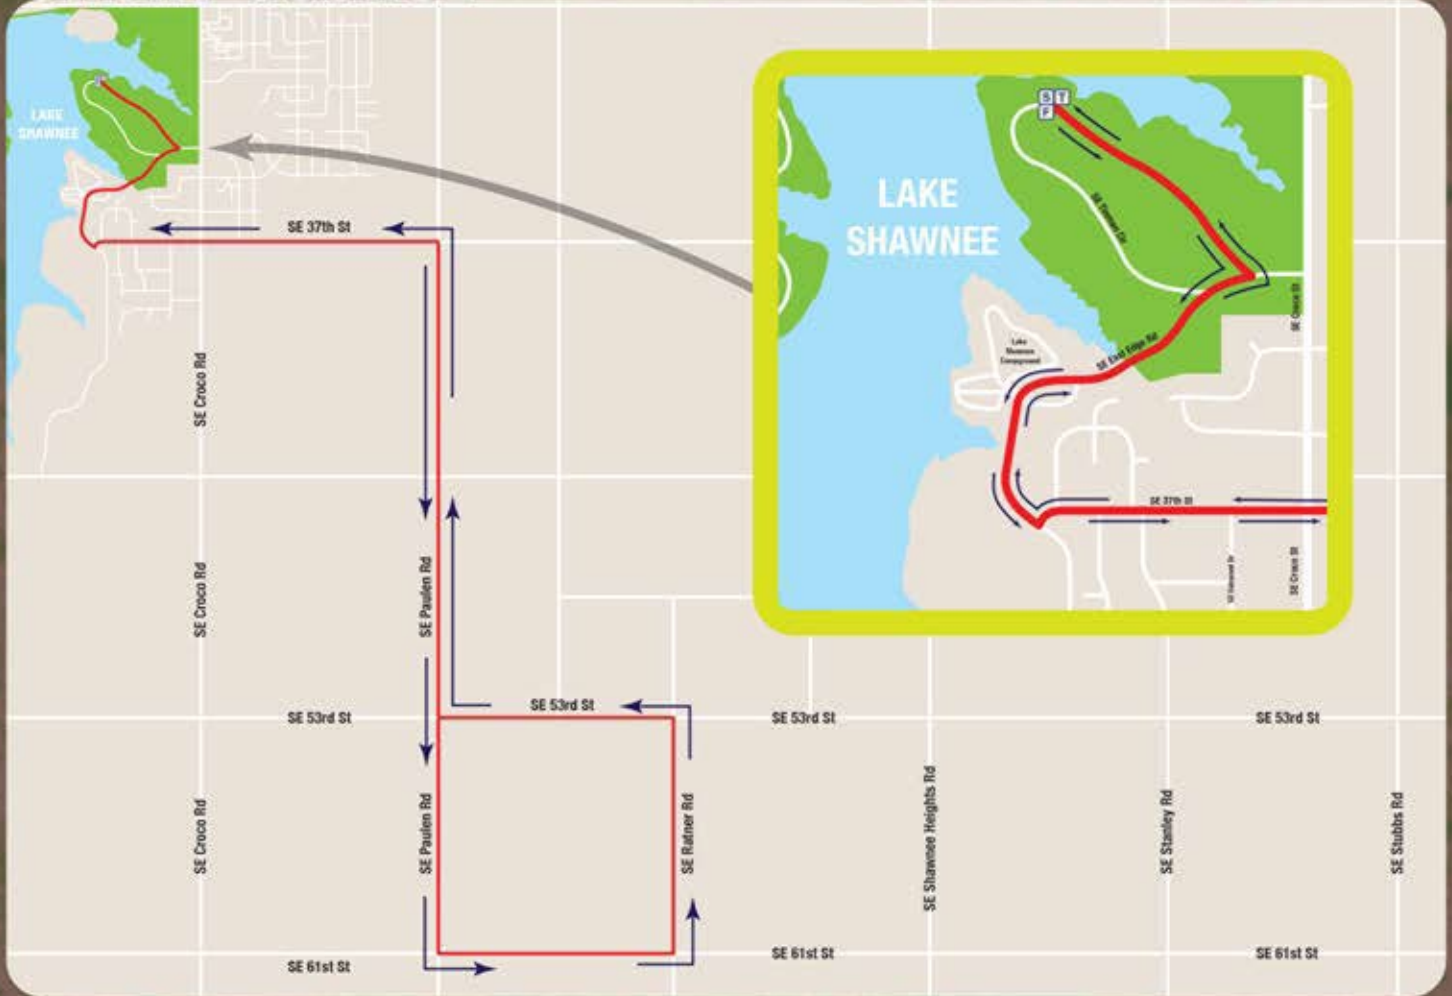 LAKE
SHAWNEE
SE 37th St
SE Croco Rd
SE Croco Rd
SE Croco Rd
SE Paulen Rd
SE Paulen Rd
SE 53rd St
SE 53rd St
SE 53rd St
SE 53rd St
SE Ratner Rd
SE Shawnee Heights Rd
SE Stanley Rd
SE Stubbs Rd
SE 61st St
SE 61st St
SE 61st St
S T
F
LAKE
SHAWNEE
Lake
Shawnee
Campground
SE East Edge Rd
SE Croco St
SE 37th St
SE Croco St